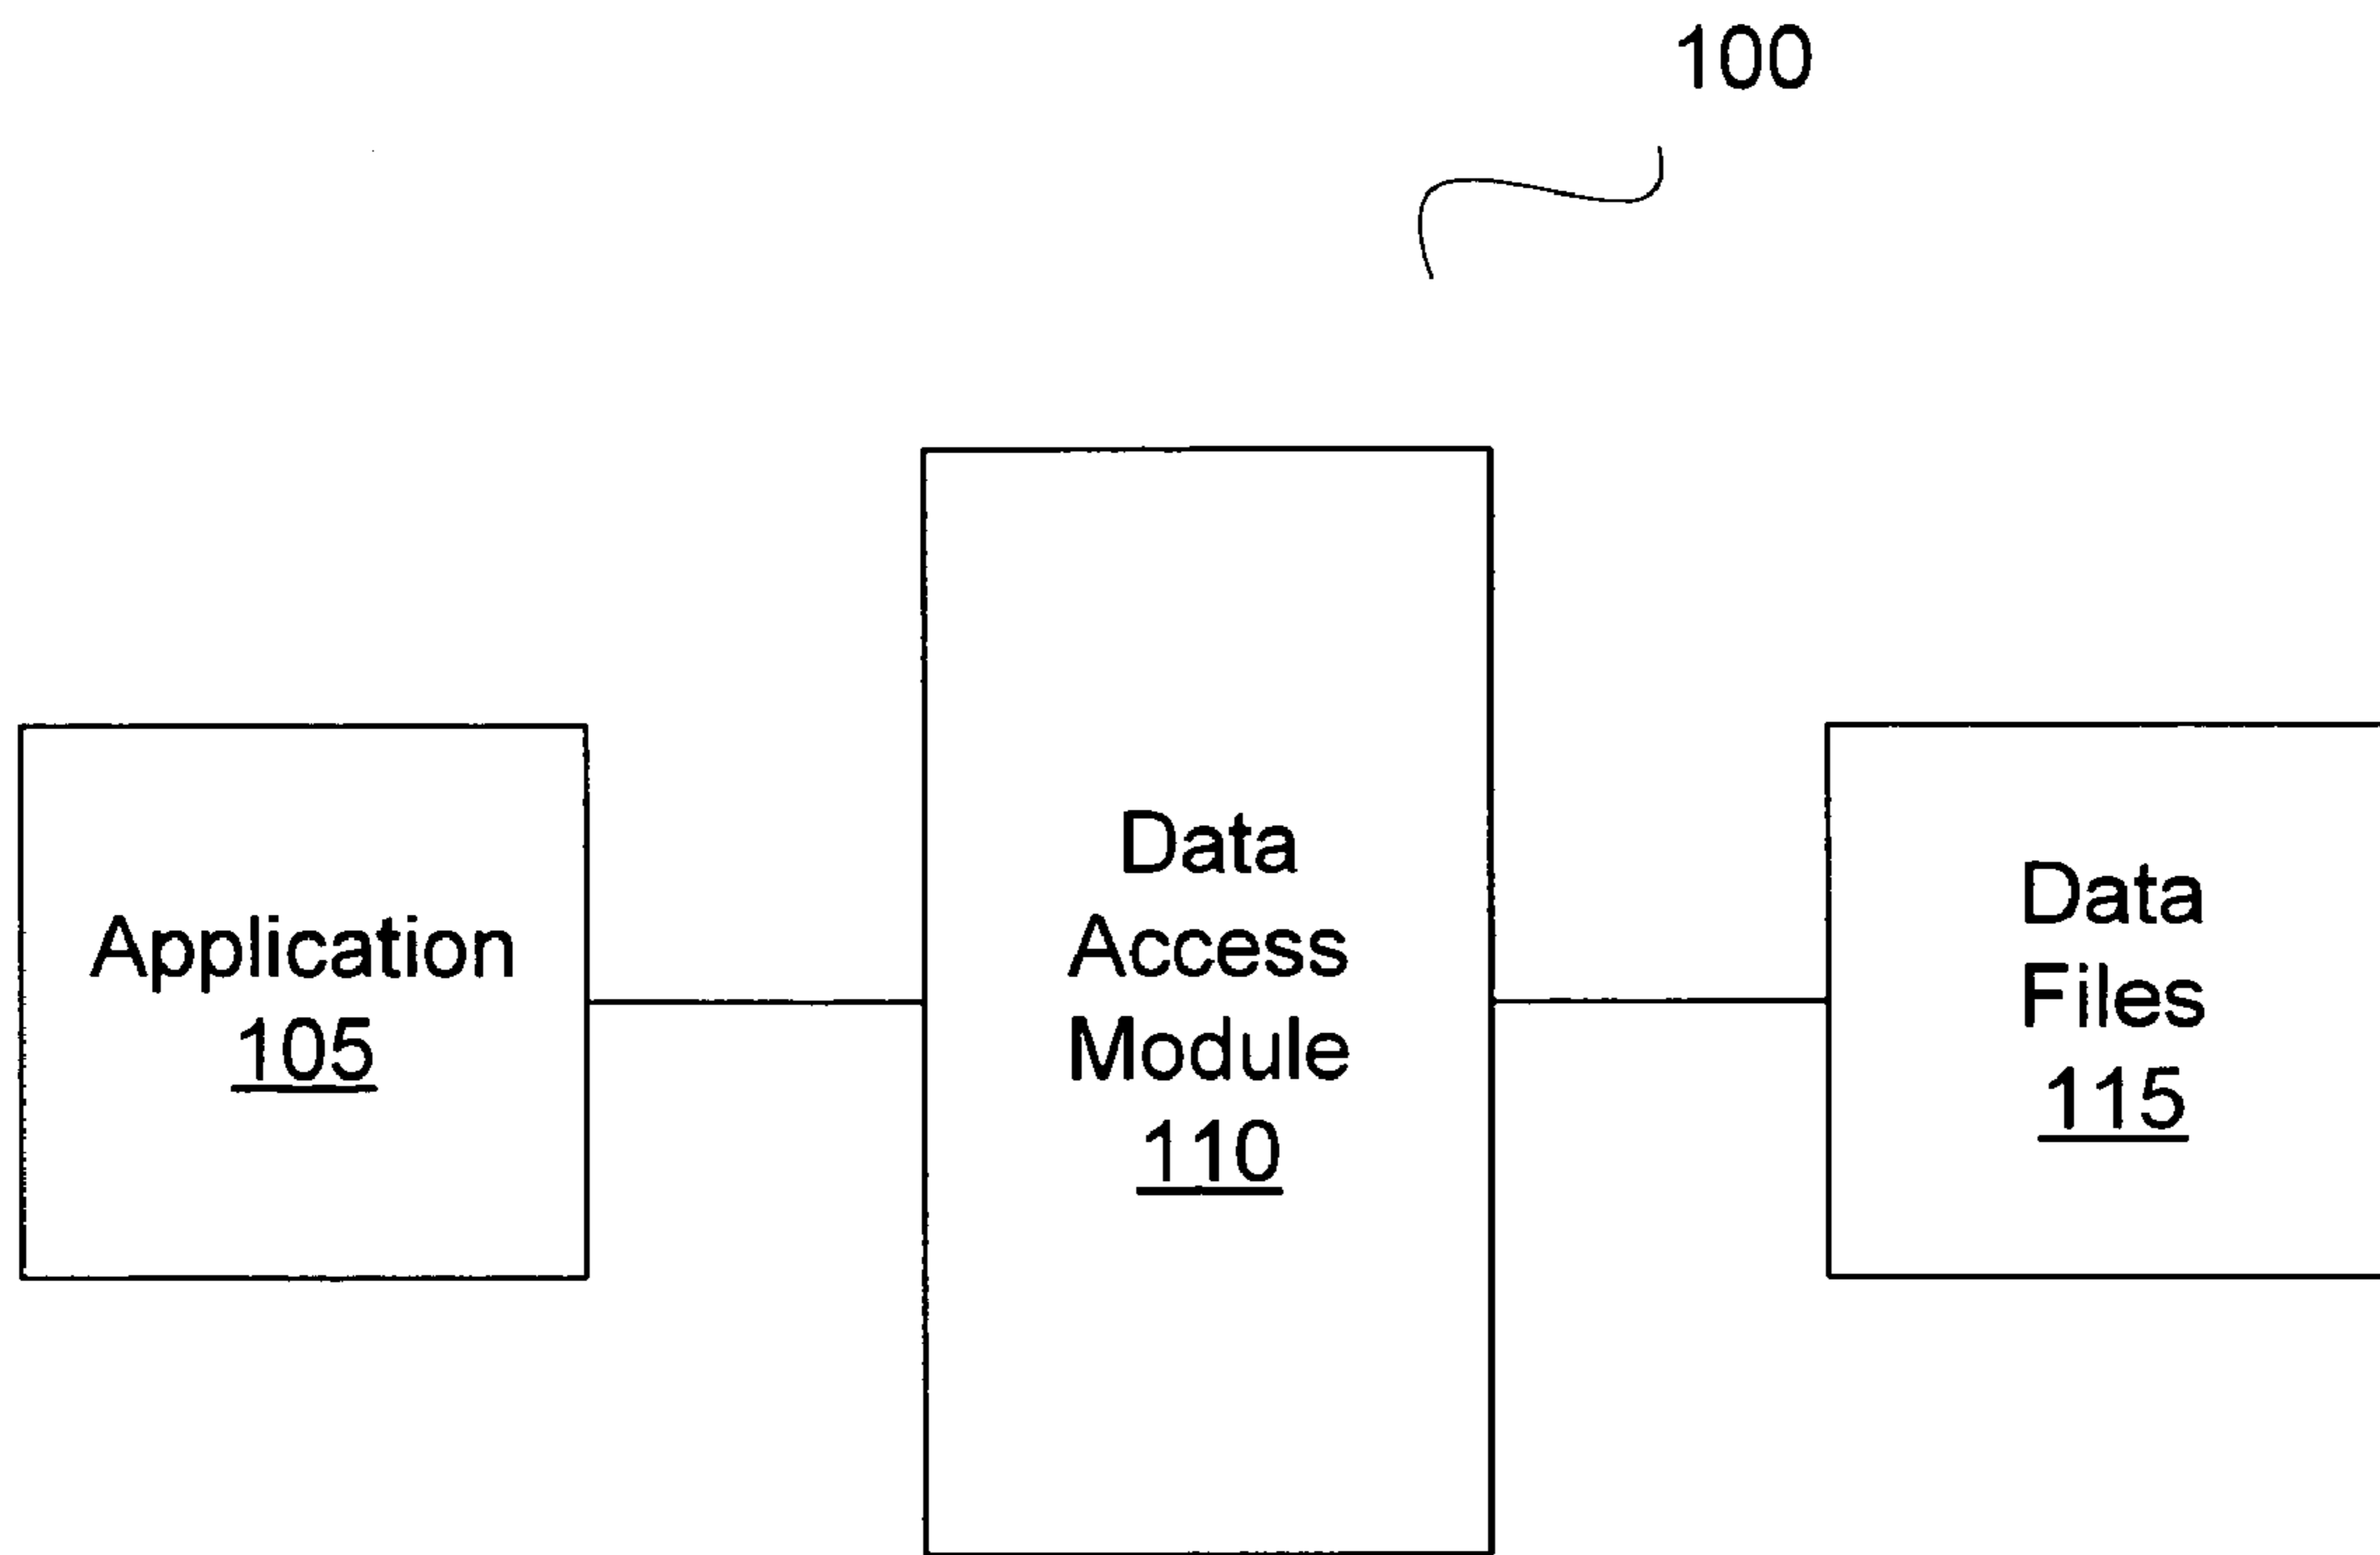 100
Application
105
Data
Access
Module
110
Data
Files
115